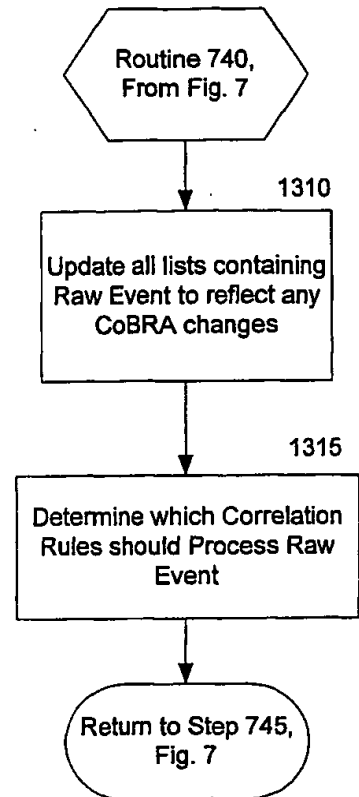 Routine 740,
From Fig. 7
1310
Update all lists containing
Raw Event to reflect any
CoBRA changes
1315
Determine which Correlation
Rules should Process Raw
Event
Return to Step 745,
Fig. 7